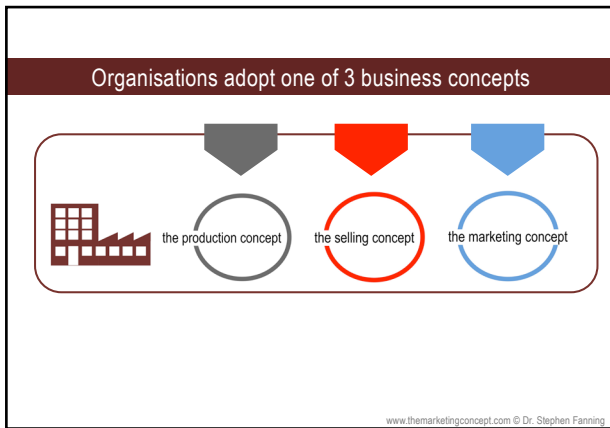 Organisations adopt one of 3 business concepts
the production concept
the selling concept
the marketing concept
www.themarketingconcept.com © Dr. Stephen Fanning